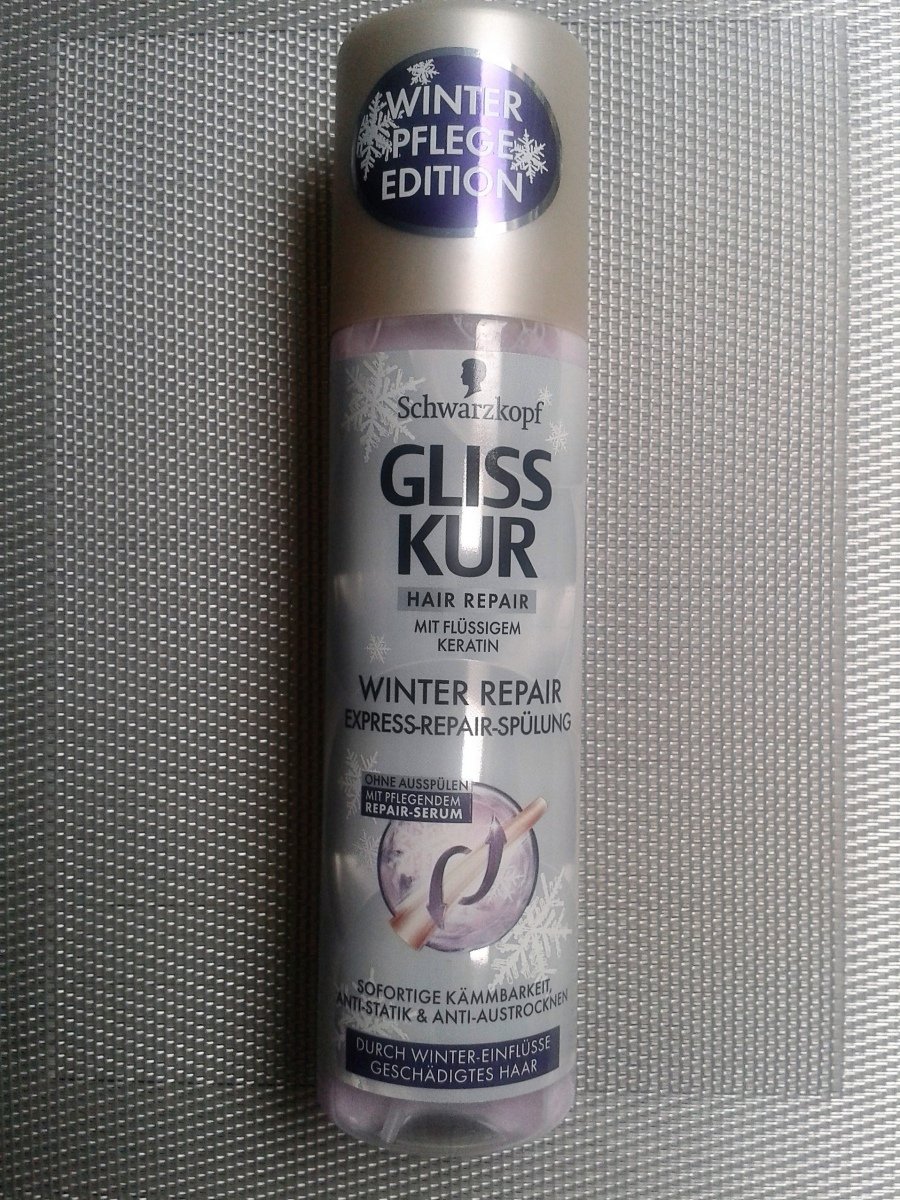 WINTER
PFLEGE
EDITION
Schwarzkopf
GLISS
KUR
HAIR REPAIR
MIT FLÜSSIGEM
KERATIN
WINTER REPAIR
EXPRESS-REPAIR-SPÜLUNG
OHNE AUSSPÜLEN
MIT PFLEGENDEM
REPAIR-SERUM
SOFORTIGE KÄMMBARKEIT,
ANTI-STATIK & ANTI-AUSTROCKNEN
DURCH WINTER-EINFLÜSSE
GESCHÄDIGTES HAAR